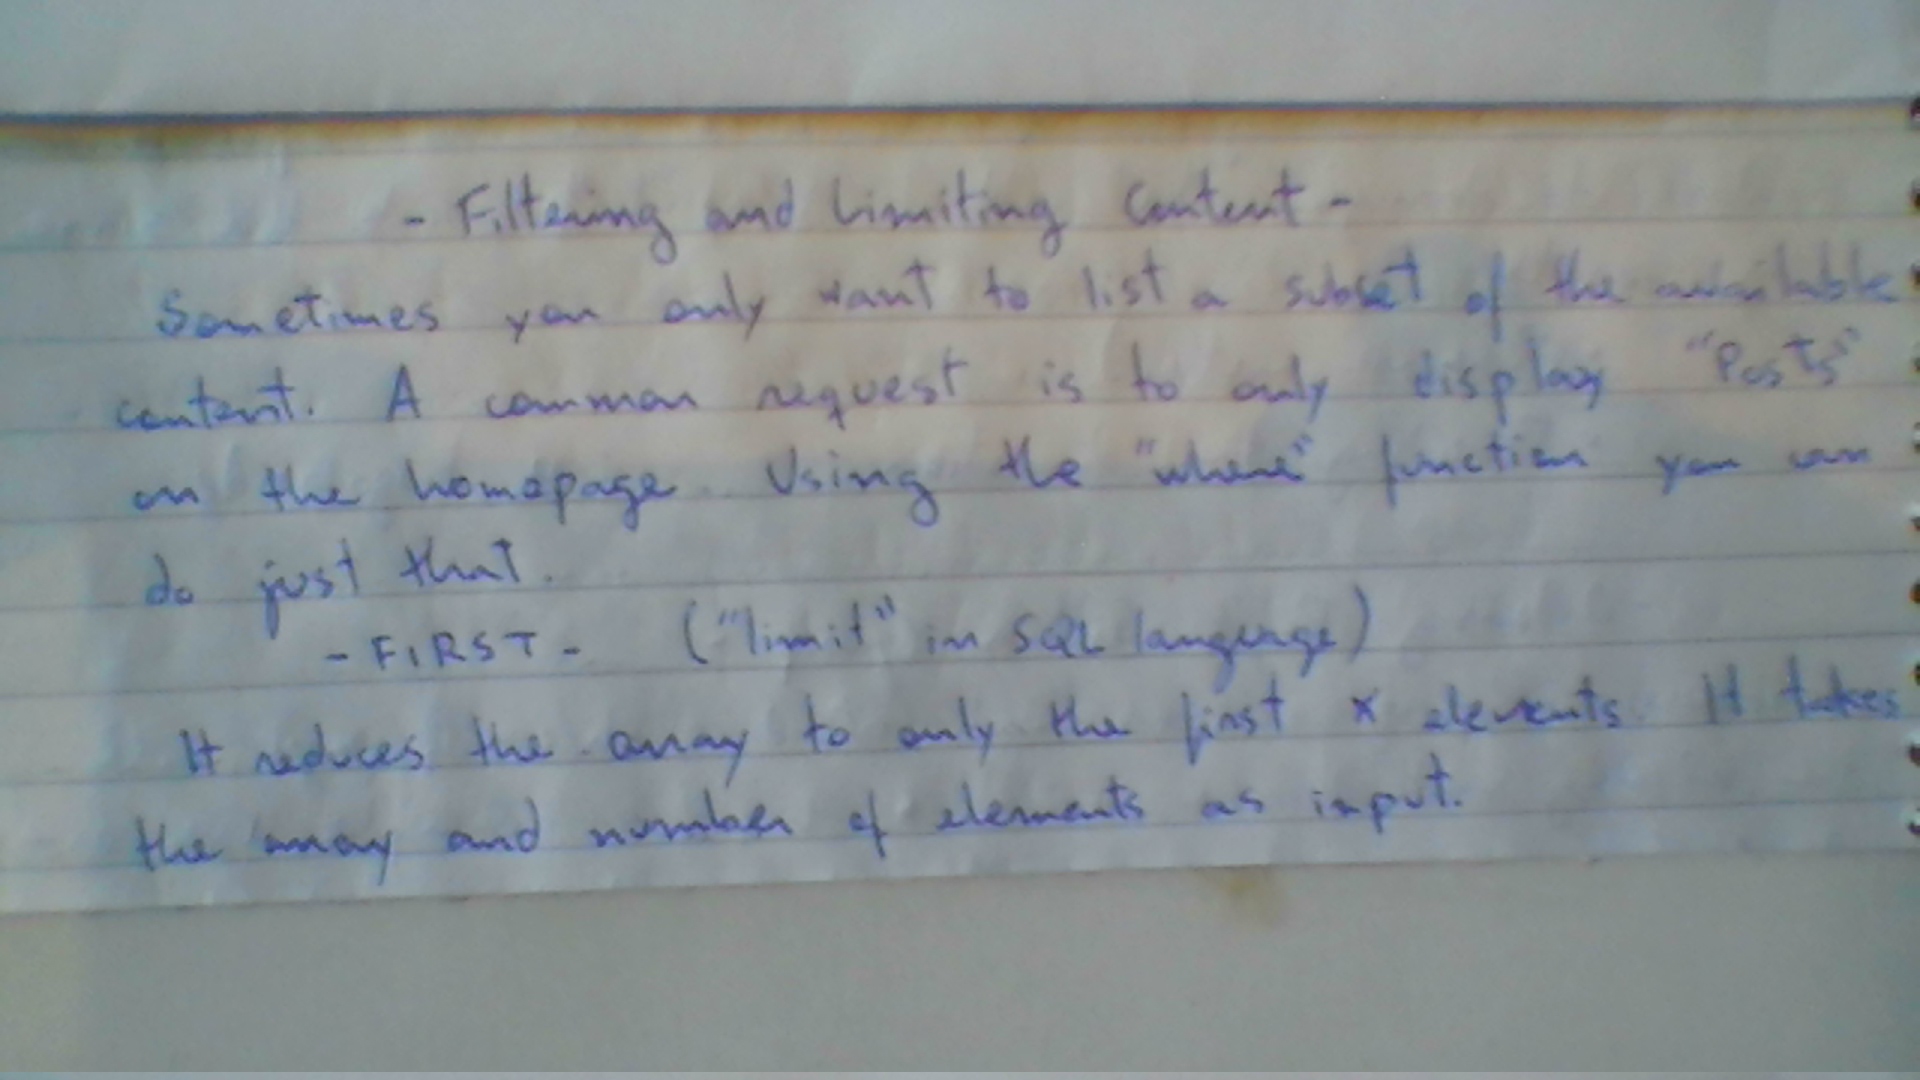 - Filtering and Limiting Content -
Sometimes you only want to list a subset of the available
content. A common request is to only display "Posts"
on the homepage. Using the "where" function you can
do just that.
- FIRST - ("limit" in SQL language)
It reduces the array to only the first x elements. It takes
the array and number of elements as input.